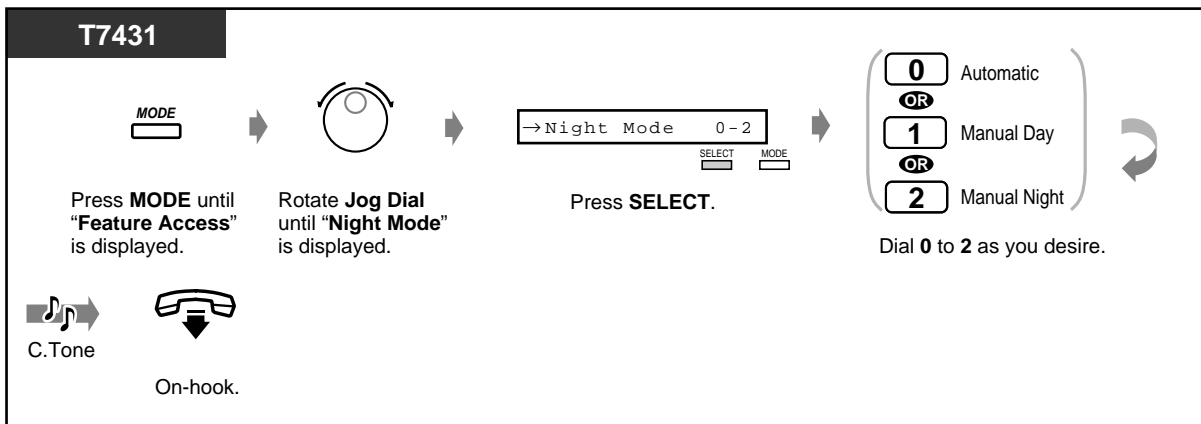 T7431
MODE
Press MODE until
“Feature Access”
is displayed.
Rotate Jog Dial
until “Night Mode”
is displayed.
→Night Mode 0-2
SELECT MODE
Press SELECT.
0 Automatic
OR
1 Manual Day
OR
2 Manual Night
Dial 0 to 2 as you desire.
C.Tone
On-hook.